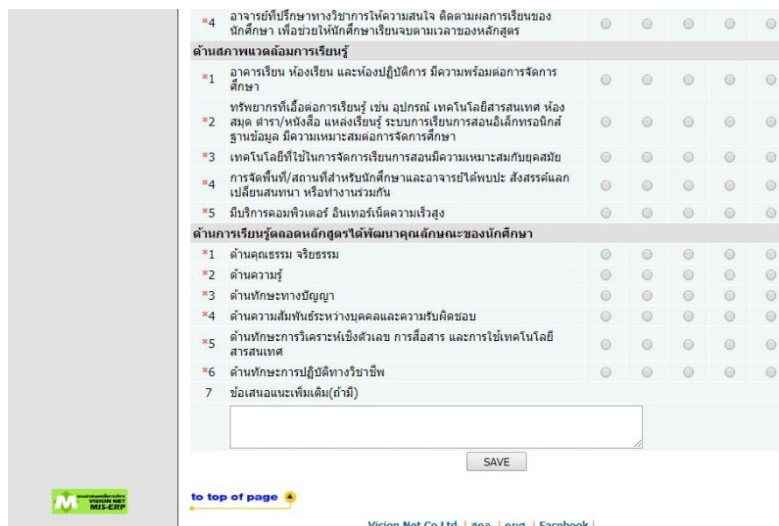 *4 อาจารย์ที่ปรึกษาทางวิชาการให้ความสนใจ ติดตามผลการเรียนของ
นักศึกษา เพื่อช่วยให้นักศึกษาเรียนจบตามเวลาของหลักสูตร
ด้านสภาพแวดล้อมการเรียนรู้
*1 อาคารเรียน ห้องเรียน และห้องปฏิบัติการ มีความพร้อมต่อการจัดการ
ศึกษา
ทรัพยากรที่เอื้อต่อการเรียนรู้ เช่น อุปกรณ์ เทคโนโลยีสารสนเทศ ห้อง
*2 สมุด ตำรา/หนังสือ แหล่งเรียนรู้ ระบบการเรียนการสอนอิเล็กทรอนิกส์
ฐานข้อมูล มีความเหมาะสมต่อการจัดการศึกษา
*3 เทคโนโลยีที่ใช้ในการจัดการเรียนการสอนมีความเหมาะสมกับยุคสมัย
*4 การจัดพื้นที่/สถานที่สำหรับนักศึกษาและอาจารย์ได้พบปะ สังสรรค์แลก
เปลี่ยนสนทนา หรือทำงานร่วมกัน
*5 มีบริการคอมพิวเตอร์ อินเทอร์เน็ตความเร็วสูง
ด้านการเรียนรู้ตลอดหลักสูตรได้พัฒนาคุณลักษณะของนักศึกษา
*1 ด้านคุณธรรม จริยธรรม
*2 ด้านความรู้
*3 ด้านทักษะทางปัญญา
*4 ด้านความสัมพันธ์ระหว่างบุคคลและความรับผิดชอบ
*5 ด้านทักษะการวิเคราะห์เชิงตัวเลข การสื่อสาร และการใช้เทคโนโลยี
สารสนเทศ
*6 ด้านทักษะการปฏิบัติทางวิชาชีพ
7 ข้อเสนอแนะเพิ่มเติม(ถ้ามี)
SAVE
to top of page
VISION NET
MIS-ERP
Vision Net Co.Ltd. | สกอ. | กยศ. | Facebook |